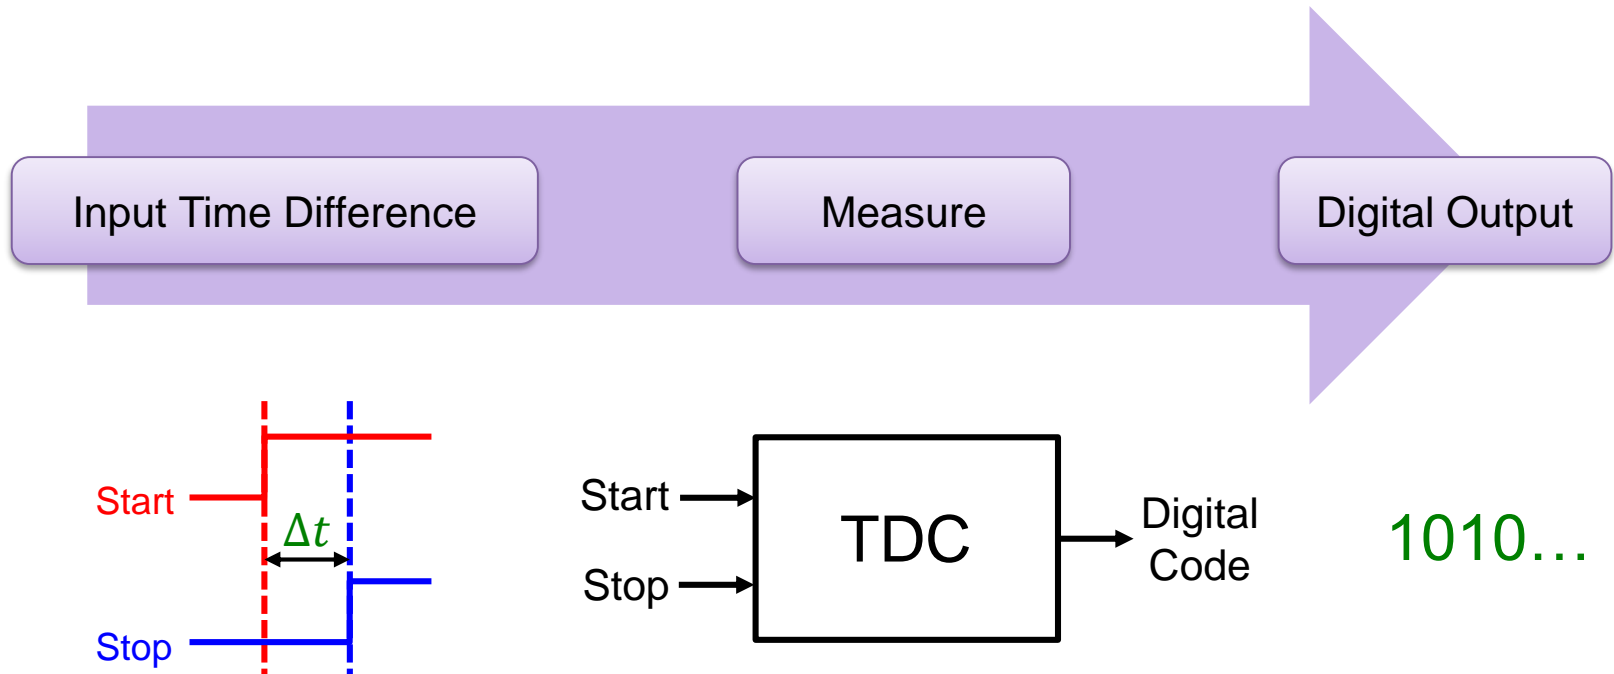 Input Time Difference
Measure
Digital Output
Start
Δt
Stop
Start
Stop
TDC
Digital
Code
1010...